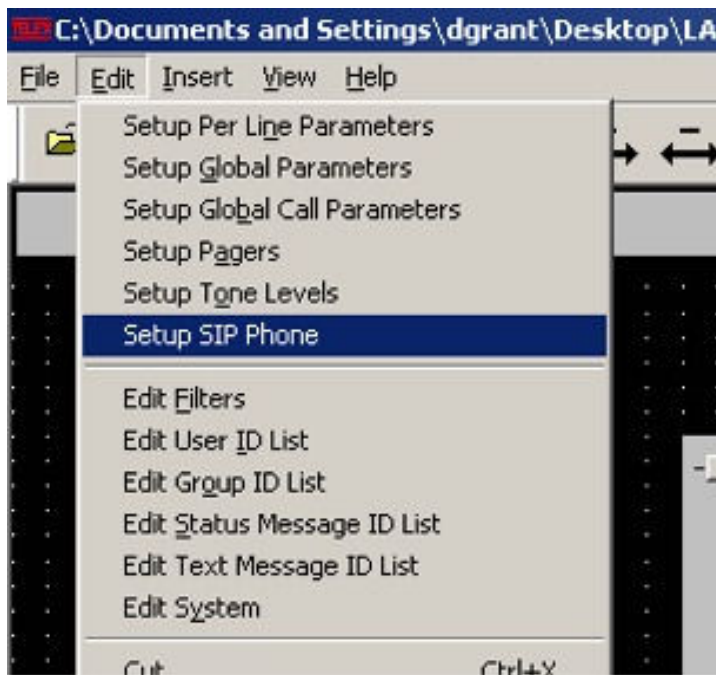 TELEX C:\Documents and Settings\dgrant\Desktop\LA
File Edit Insert View Help
Setup Per Line Parameters
Setup Global Parameters
Setup Global Call Parameters
Setup Pagers
Setup Tone Levels
Setup SIP Phone
Edit Filters
Edit User ID List
Edit Group ID List
Edit Status Message ID List
Edit Text Message ID List
Edit System
Cut Ctrl+X